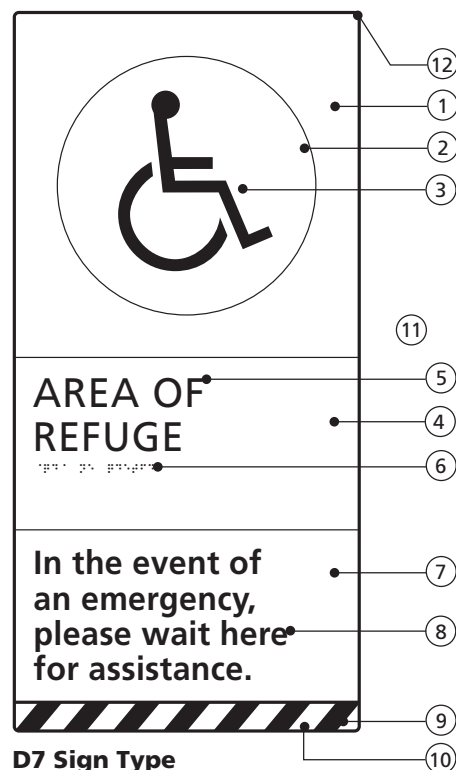 12
1
2
3
11
AREA OF
5
4
REFUGE
6
In the event of
7
an emergency,
please wait here
8
for assistance.
9
D7 Sign Type
10